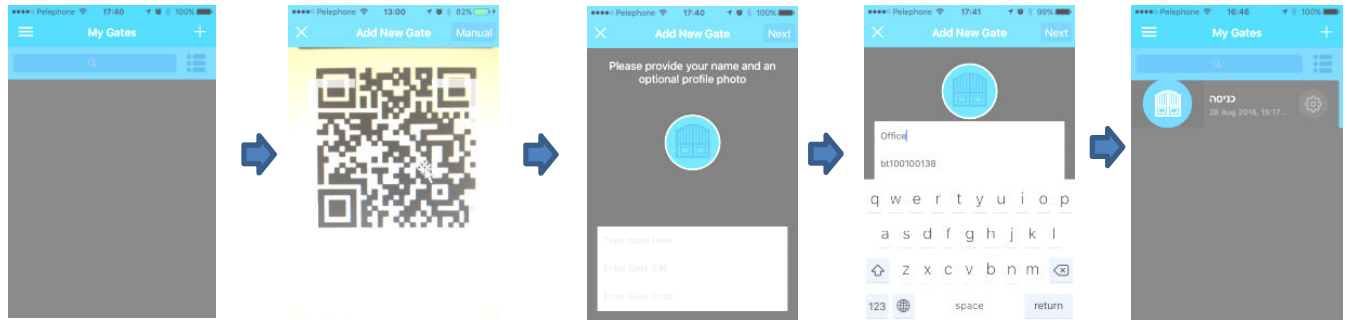 Pelephone 17:40 100%
My Gates +
Pelephone 13:00 82%
Add New Gate Manual
Pelephone 17:40 100%
Add New Gate Next
Please provide your name and an
optional profile photo
Type name here
Enter Gate S/N
Enter Gate Code
Pelephone 17:41 99%
Add New Gate Next
Office
bt100100138
q w e r t y u i o p
a s d f g h j k l
z x c v b n m
123 space return
Pelephone 16:46 100%
My Gates +
כניסה
28 Aug 2016, 15:17...